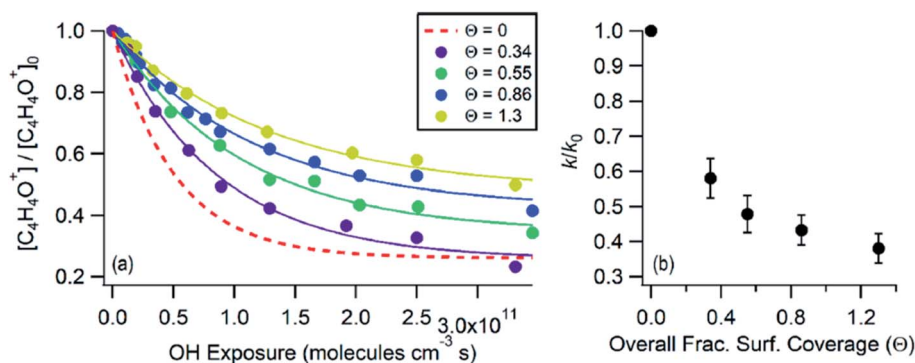 [C4H4O+] / [C4H4O+]0
1.0
0.8
0.6
0.4
0.2
(a)
Θ = 0
Θ = 0.34
Θ = 0.55
Θ = 0.86
Θ = 1.3
0.0 0.5 1.0 1.5 2.0 2.5 3.0x10¹¹
OH Exposure (molecules cm⁻³ s)
k/k0
1.0
0.9
0.8
0.7
0.6
0.5
0.4
0.3
(b)
0.0 0.4 0.8 1.2
Overall Frac. Surf. Coverage (Θ)